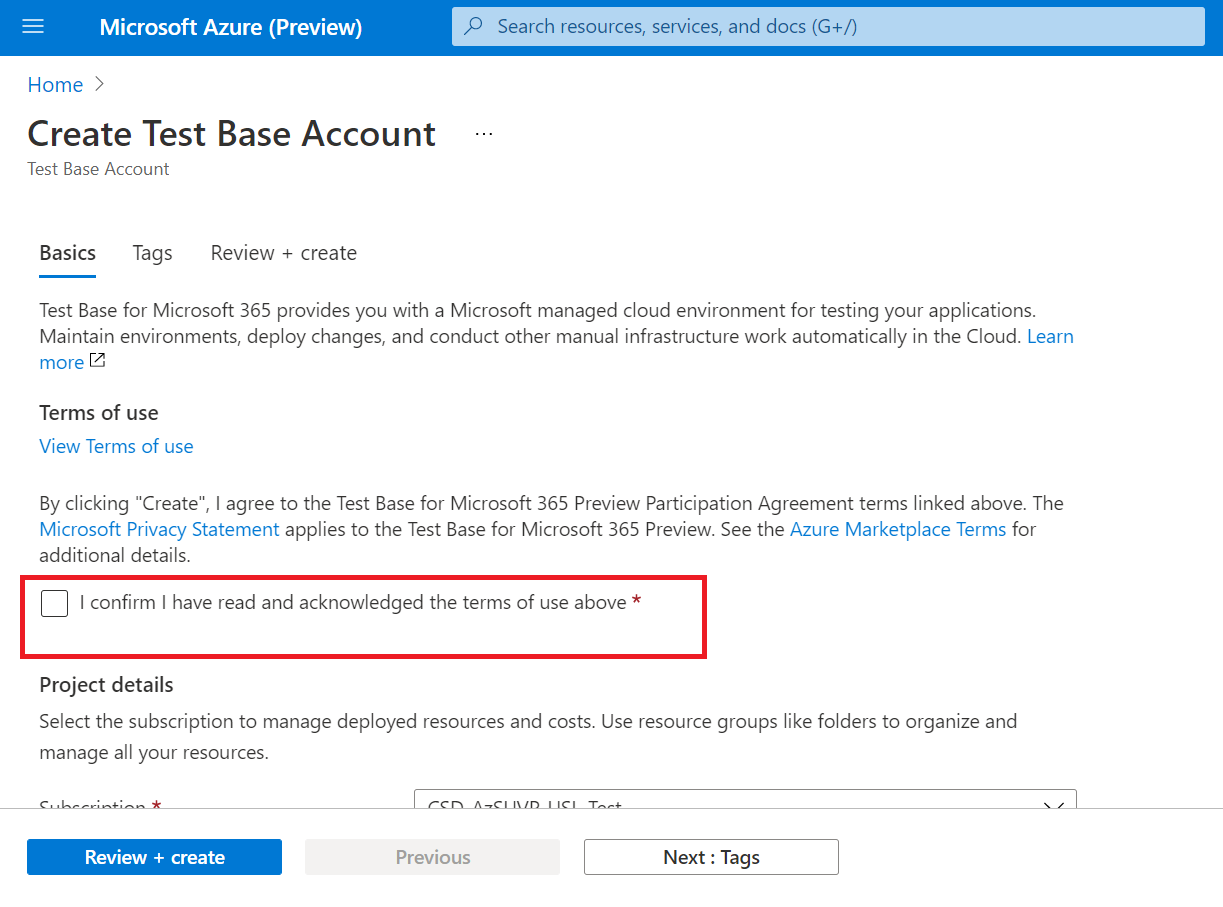 Microsoft Azure (Preview)
Search resources, services, and docs (G+/)
Home
Create Test Base Account
...
Test Base Account
Basics
Tags
Review + create
Test Base for Microsoft 365 provides you with a Microsoft managed cloud environment for testing your applications.
Maintain environments, deploy changes, and conduct other manual infrastructure work automatically in the Cloud. Learn
more
Terms of use
View Terms of use
By clicking "Create", I agree to the Test Base for Microsoft 365 Preview Participation Agreement terms linked above. The
Microsoft Privacy Statement applies to the Test Base for Microsoft 365 Preview. See the Azure Marketplace Terms for
additional details.
I confirm I have read and acknowledged the terms of use above *
Project details
Select the subscription to manage deployed resources and costs. Use resource groups like folders to organize and
manage all your resources.
Subscription *
Review + create
Previous
Next : Tags